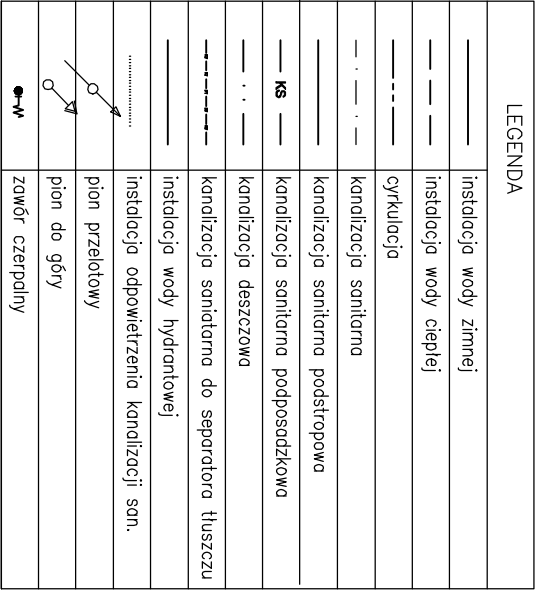 LEGENDA
instalacja wody zimnej
instalacja wody ciepłej
cyrkulacja
kanalizacja sanitarna
kanalizacja sanitarna podstropowa
KS
kanalizacja sanitarna podposadzkowa
kanalizacja deszczowa
kanalizacja saniatarna do separatora tłuszczu
instalacja wody hydrantowej
instalacja odpowietrzenia kanalizacji san.
pion przelotowy
pion do góry
zawór czerpalny